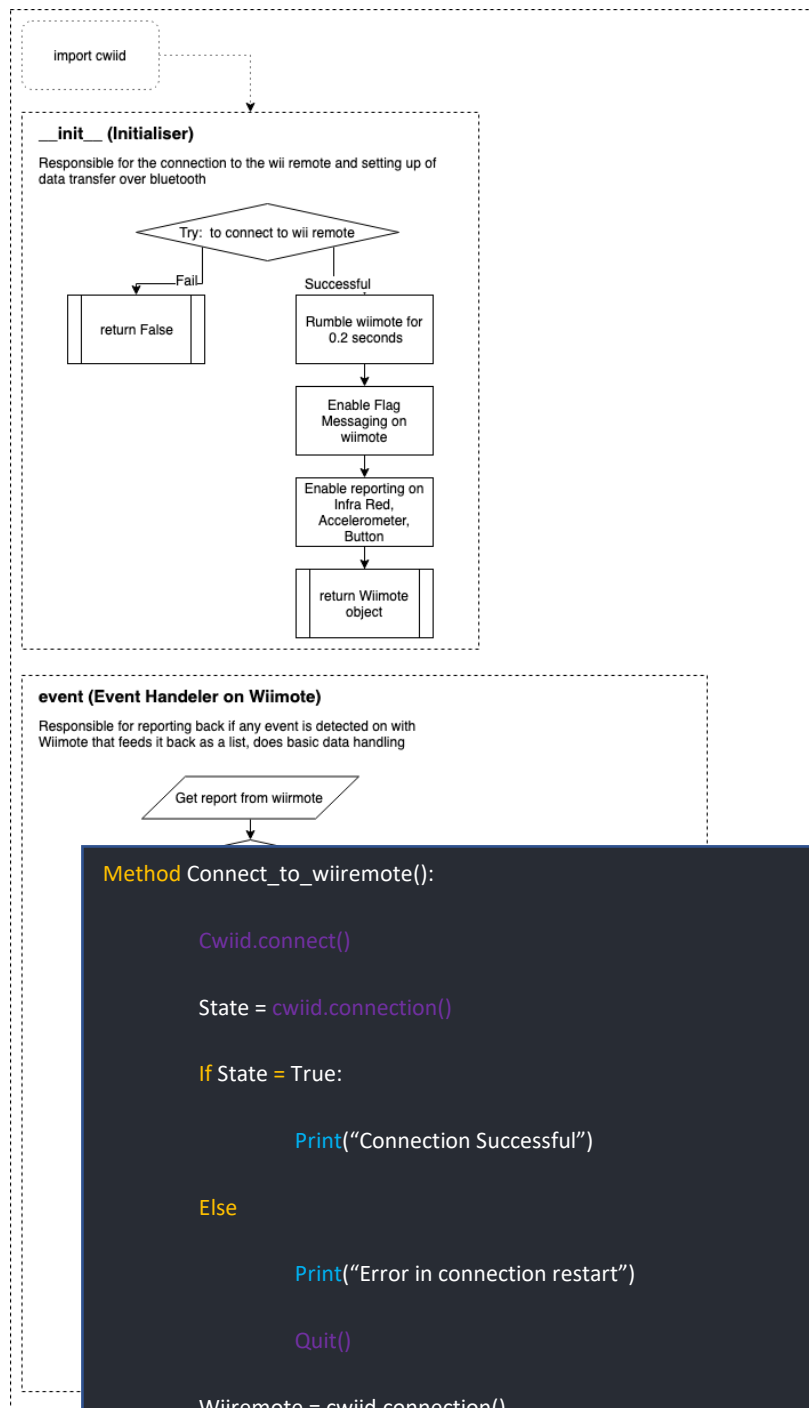 import cwiid
__init__ (Initialiser)
Responsible for the connection to the wii remote and setting up of
data transfer over bluetooth
Try:  to connect to wii remote
Fail
Successful
return False
Rumble wiimote for
0.2 seconds
Enable Flag
Messaging on
wiimote
Enable reporting on
Infra Red,
Accelerometer,
Button
return Wiimote
object
event (Event Handeler on Wiimote)
Responsible for reporting back if any event is detected on with
Wiimote that feeds it back as a list, does basic data handling
Get report from wiirmote
Method Connect_to_wiiremote():
Cwiid.connect()
State = cwiid.connection()
If State = True:
Print(“Connection Successful”)
Else
Print(“Error in connection restart”)
Quit()
Wiiremote = cwiid.connection()